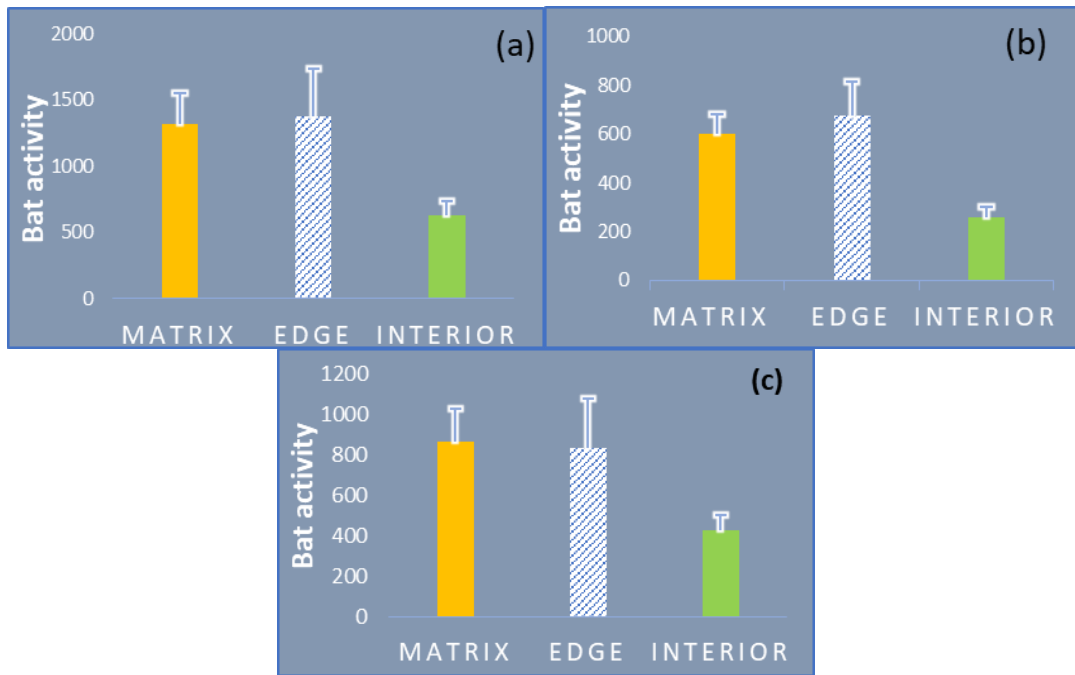 (a)
Bat activity
2000
1500
1000
500
0
MATRIX EDGE INTERIOR
(b)
Bat activity
1000
800
600
400
200
0
MATRIX EDGE INTERIOR
(c)
Bat activity
1200
1000
800
600
400
200
0
MATRIX EDGE INTERIOR